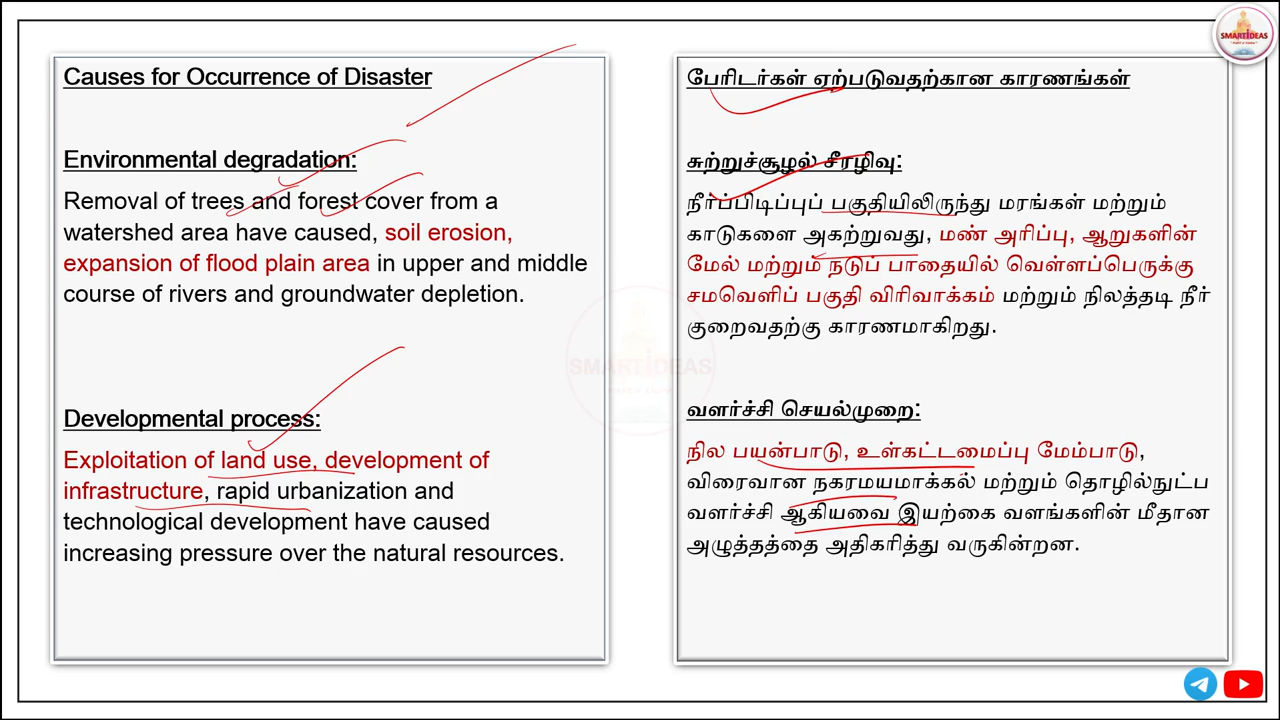 SMARTIDEAS
Causes for Occurrence of Disaster
Environmental degradation:
Removal of trees and forest cover from a
watershed area have caused, soil erosion,
expansion of flood plain area in upper and middle
course of rivers and groundwater depletion.
Developmental process:
Exploitation of land use, development of
infrastructure, rapid urbanization and
technological development have caused
increasing pressure over the natural resources.
பேரிடர்கள் ஏற்படுவதற்கான காரணங்கள்
சுற்றுச்சூழல் சீரழிவு:
நீர்ப்பிடிப்புப் பகுதியிலிருந்து மரங்கள் மற்றும்
காடுகளை அகற்றுவது, மண் அரிப்பு, ஆறுகளின்
மேல் மற்றும் நடுப் பாதையில் வெள்ளப்பெருக்கு
சமவெளிப் பகுதி விரிவாக்கம் மற்றும் நிலத்தடி நீர்
குறைவதற்கு காரணமாகிறது.
வளர்ச்சி செயல்முறை:
நில பயன்பாடு, உள்கட்டமைப்பு மேம்பாடு,
விரைவான நகரமயமாக்கல் மற்றும் தொழில்நுட்ப
வளர்ச்சி ஆகியவை இயற்கை வளங்களின் மீதான
அழுத்தத்தை அதிகரித்து வருகின்றன.
SMARTIDEAS